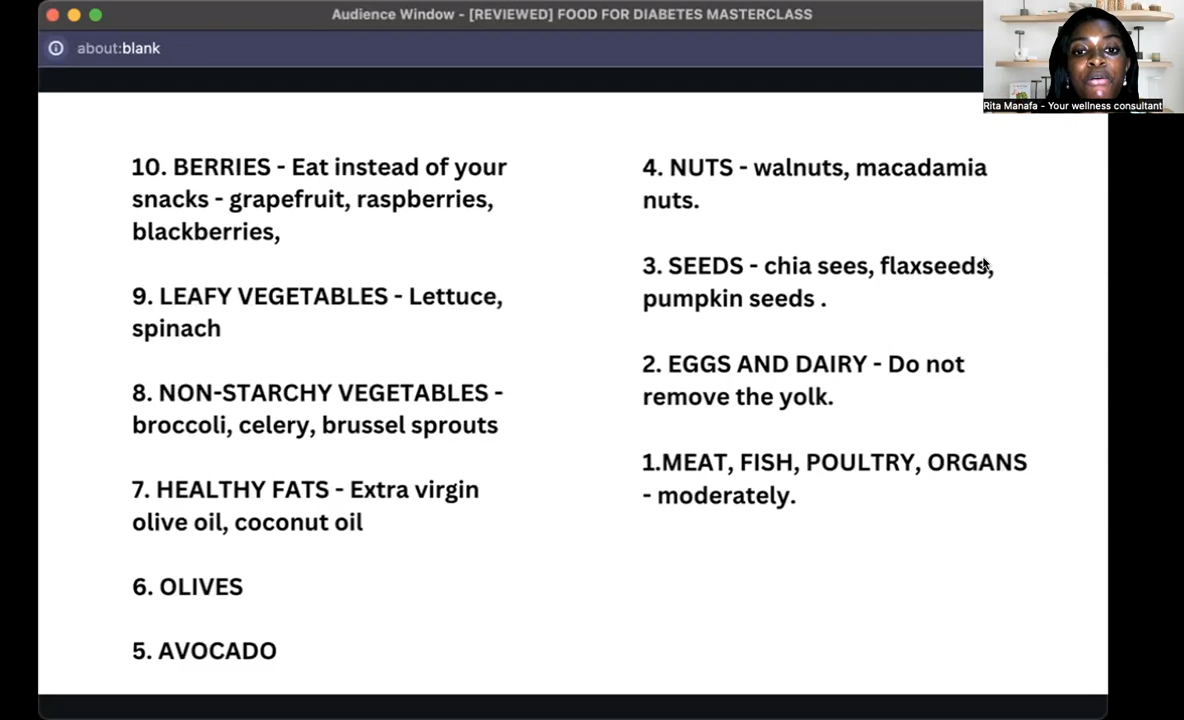 Audience Window - [REVIEWED] FOOD FOR DIABETES MASTERCLASS
about:blank
Rita Manafa - Your wellness consultant
10. BERRIES - Eat instead of your
snacks - grapefruit, raspberries,
blackberries,
9. LEAFY VEGETABLES - Lettuce,
spinach
8. NON-STARCHY VEGETABLES -
broccoli, celery, brussel sprouts
7. HEALTHY FATS - Extra virgin
olive oil, coconut oil
6. OLIVES
5. AVOCADO
4. NUTS - walnuts, macadamia
nuts.
3. SEEDS - chia sees, flaxseeds,
pumpkin seeds .
2. EGGS AND DAIRY - Do not
remove the yolk.
1.MEAT, FISH, POULTRY, ORGANS
- moderately.